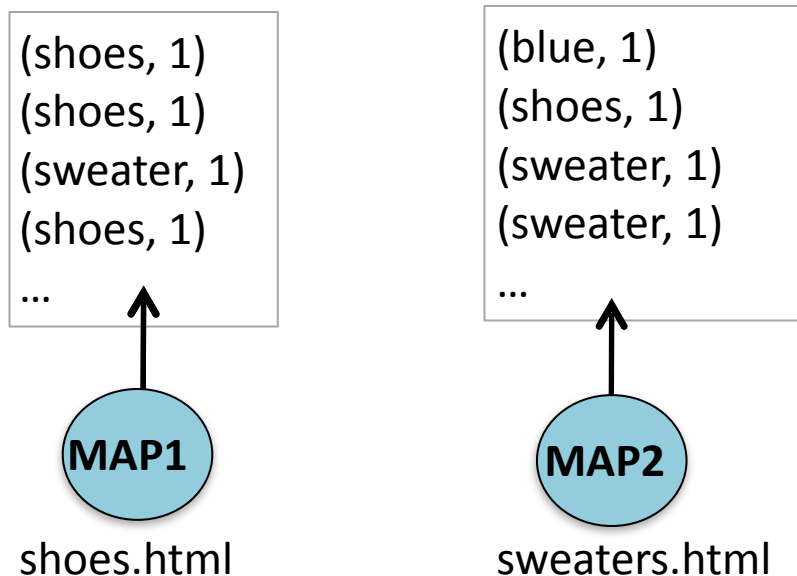 (shoes, 1)
(shoes, 1)
(sweater, 1)
(shoes, 1)
...
MAP1
shoes.html
(blue, 1)
(shoes, 1)
(sweater, 1)
(sweater, 1)
...
MAP2
sweaters.html